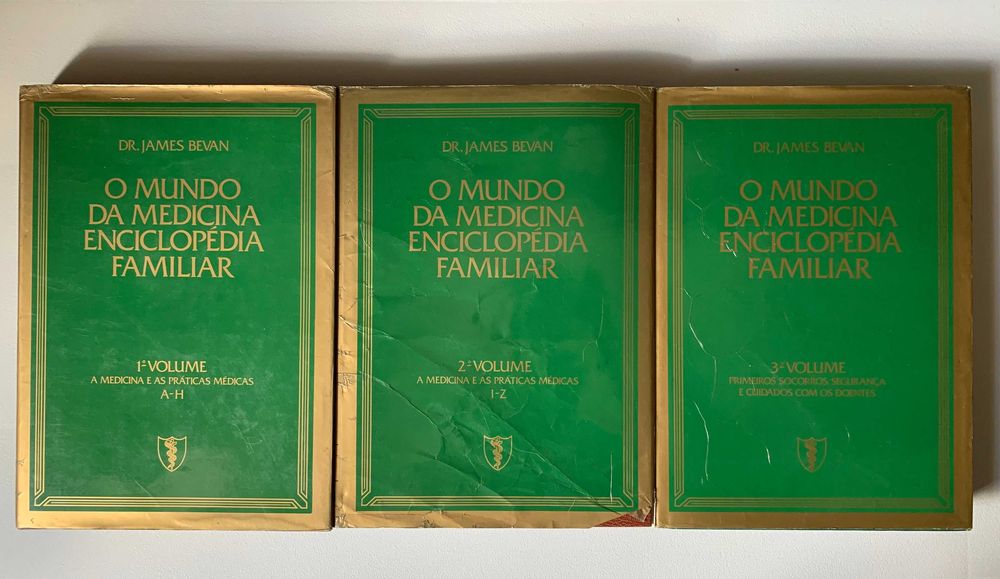 DR. JAMES BEVAN
O MUNDO
DA MEDICINA
ENCICLOPÉDIA
FAMILIAR
1º VOLUME
A MEDICINA E AS PRÁTICAS MÉDICAS
A-H
DR. JAMES BEVAN
O MUNDO
DA MEDICINA
ENCICLOPÉDIA
FAMILIAR
2º VOLUME
A MEDICINA E AS PRÁTICAS MÉDICAS
I-Z
DR. JAMES BEVAN
O MUNDO
DA MEDICINA
ENCICLOPÉDIA
FAMILIAR
3º VOLUME
PRIMEIROS SOCORROS, SEGURANÇA
E CUIDADOS COM OS DOENTES